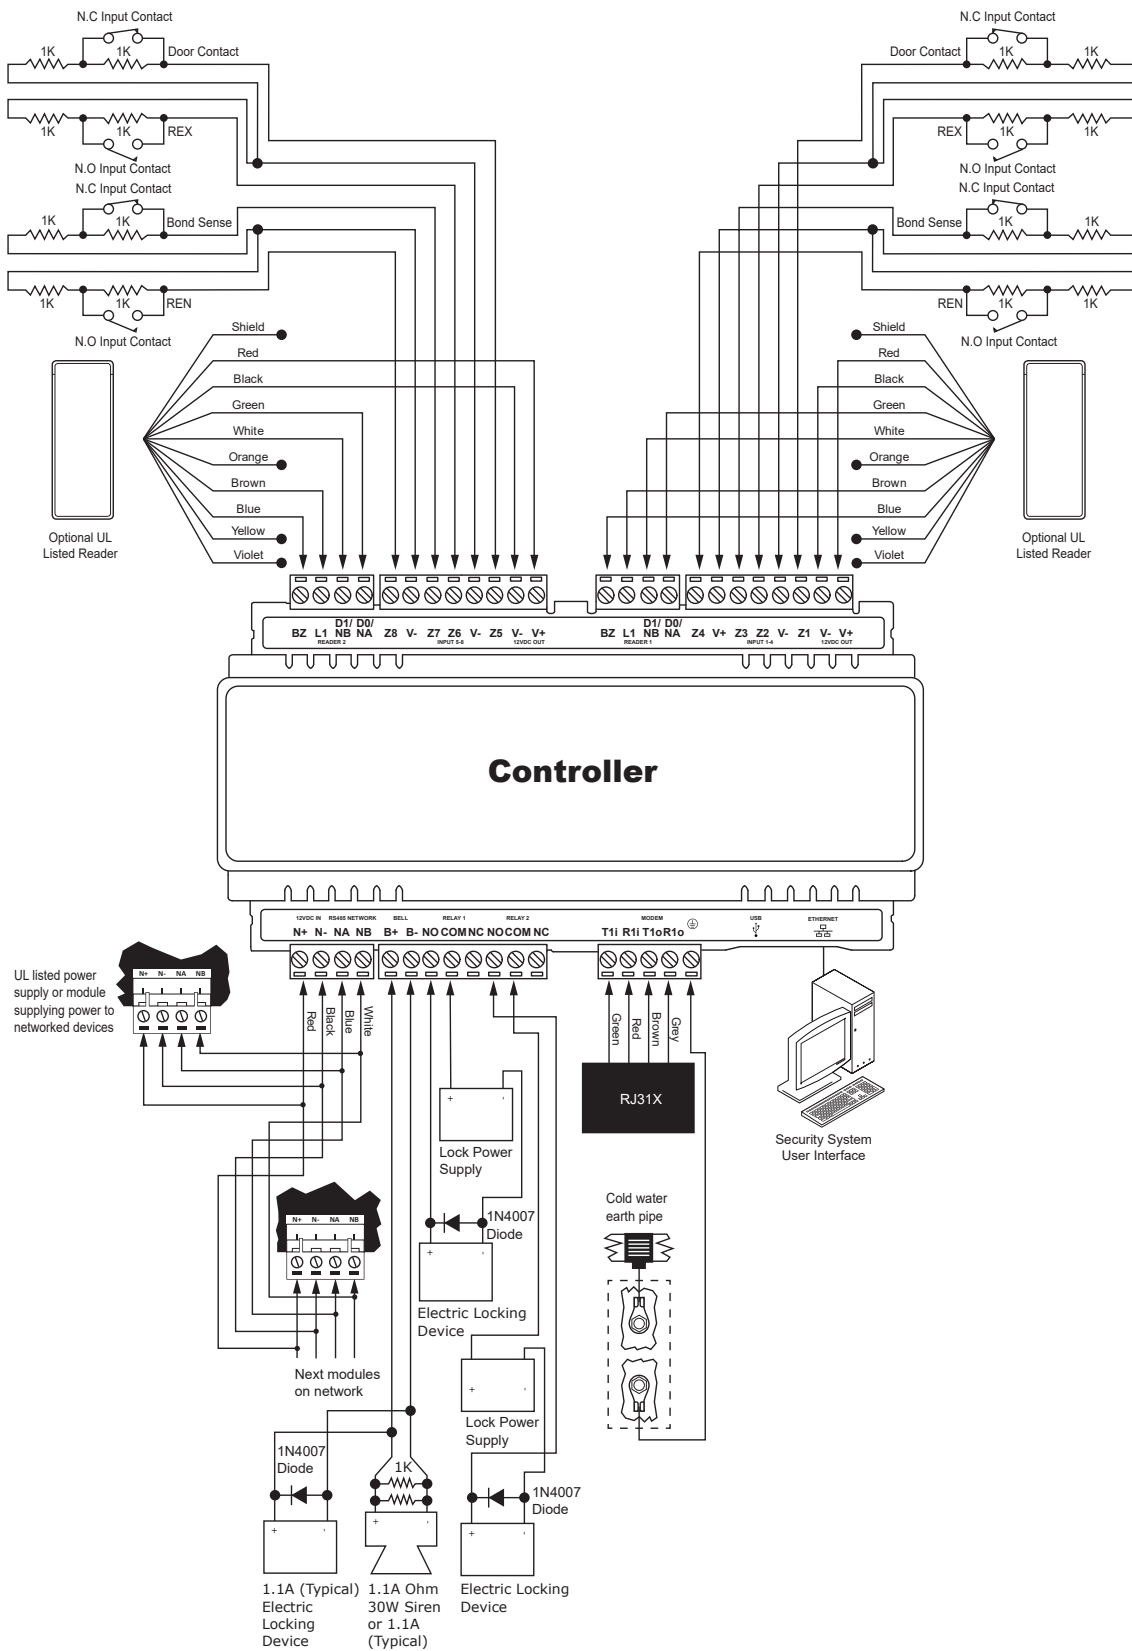 N.C Input Contact
1K
1K
Door Contact
1K
1K
REX
N.O Input Contact
N.C Input Contact
1K
1K
Bond Sense
1K
1K
REN
N.O Input Contact
Shield
Red
Black
Green
White
Orange
Brown
Blue
Yellow
Violet
Optional UL
Listed Reader
N.C Input Contact
Door Contact
1K
1K
REX
1K
1K
N.O Input Contact
N.C Input Contact
Bond Sense
1K
1K
REN
1K
1K
N.O Input Contact
Shield
Red
Black
Green
White
Orange
Brown
Blue
Yellow
Violet
Optional UL
Listed Reader
D1/ D0/
BZ L1 NB NA Z8 V- Z7 Z6 V- Z5 V- V+
READER 2 INPUT 5-8 12VDC OUT
D1/ D0/
BZ L1 NB NA Z4 V+ Z3 Z2 V- Z1 V- V+
READER 1 INPUT 1-4 12VDC OUT
Controller
12VDC IN RS485 NETWORK BELL RELAY 1 RELAY 2 MODEM USB ETHERNET
N+ N- NA NB B+ B- NO COM NC NO COM NC T1i R1i T1o R1o
UL listed power
supply or module
supplying power to
networked devices
N+ N- NA NB
Red
Black
Blue
White
Green
Red
Brown
Grey
RJ31X
Security System
User Interface
+ -
Lock Power
Supply
1N4007
Diode
+ -
Electric Locking
Device
Cold water
earth pipe
N+ N- NA NB
Next modules
on network
+ -
Lock Power
Supply
1N4007
Diode
+ -
1.1A (Typical)
Electric
Locking
Device
1K
+ -
1.1A Ohm
30W Siren
or 1.1A
(Typical)
1N4007
Diode
+ -
Electric Locking
Device